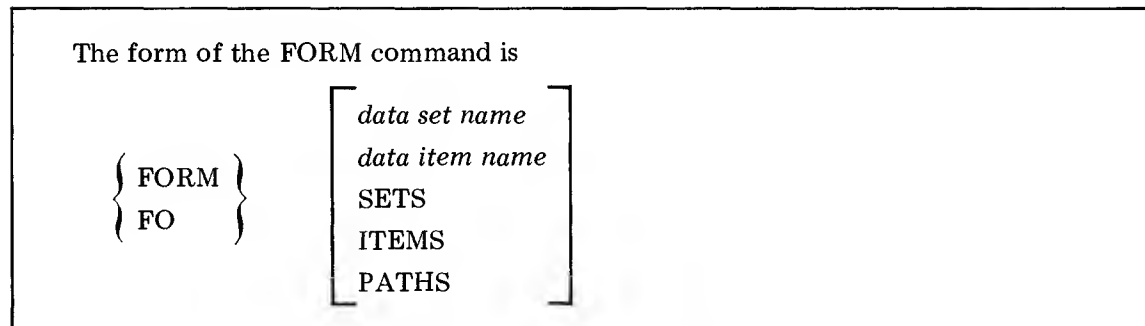 The form of the FORM command is
data set name
data item name
FORM
SETS
FO
ITEMS
PATHS